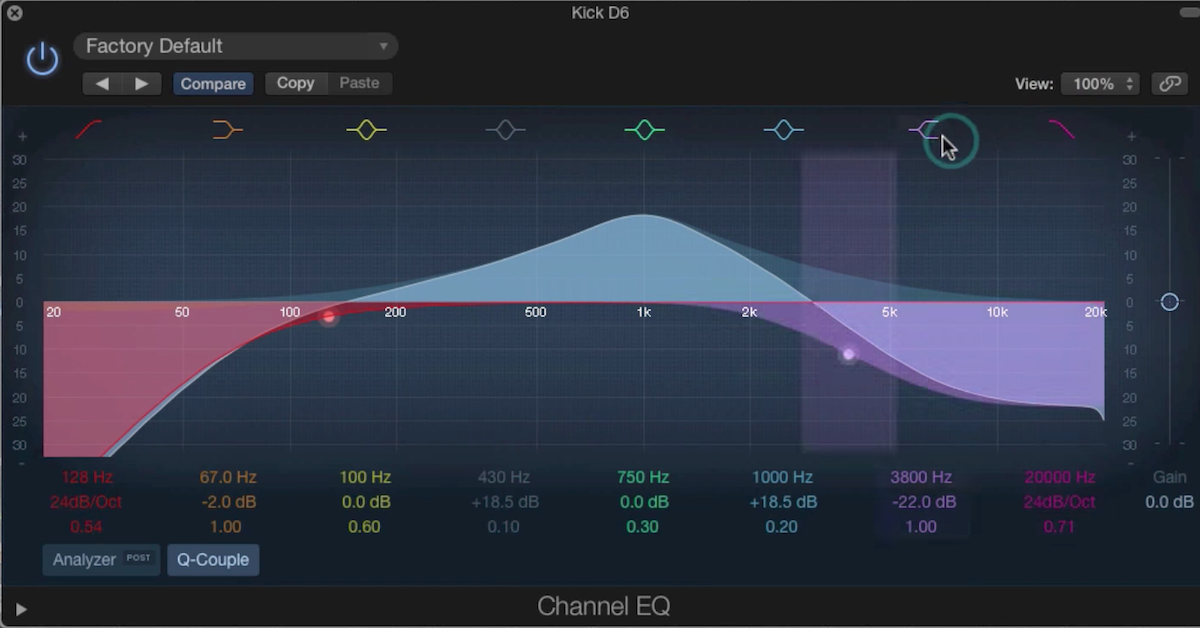 Kick D6
Factory Default
Compare Copy Paste
View: 100%
+ +
30 30
25 25
20 20
15 15
10 10
5 5
0 20 50 100 200 500 1k 2k 5k 10k 20k 0
5 5
10 10
15 15
20 20
25 25
30 30
- -
128 Hz 67.0 Hz 100 Hz 430 Hz 750 Hz 1000 Hz 3800 Hz 20000 Hz Gain
24dB/Oct -2.0 dB 0.0 dB +18.5 dB 0.0 dB +18.5 dB -22.0 dB 24dB/Oct 0.0 dB
0.54 1.00 0.60 0.10 0.30 0.20 1.00 0.71
Analyzer POST Q-Couple
Channel EQ